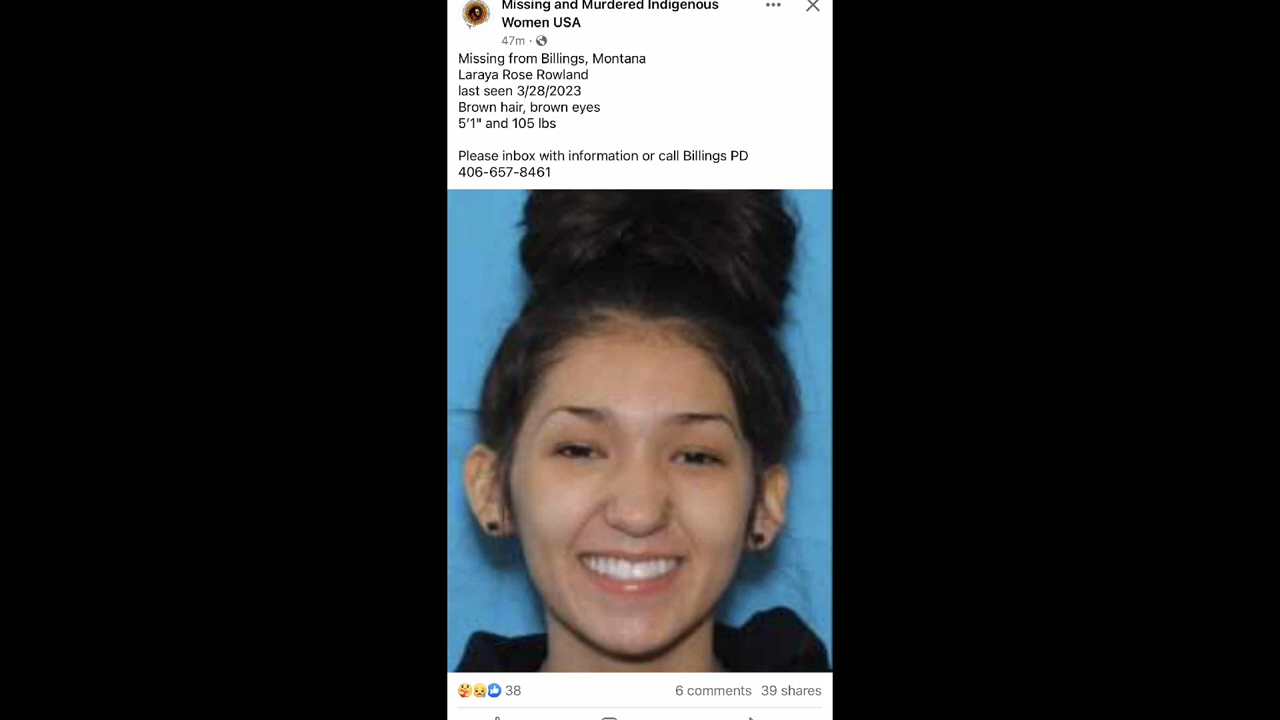 Missing and Murdered Indigenous
Women USA
47m ·
Missing from Billings, Montana
Laraya Rose Rowland
last seen 3/28/2023
Brown hair, brown eyes
5'1" and 105 lbs
Please inbox with information or call Billings PD
406-657-8461
38
6 comments 39 shares